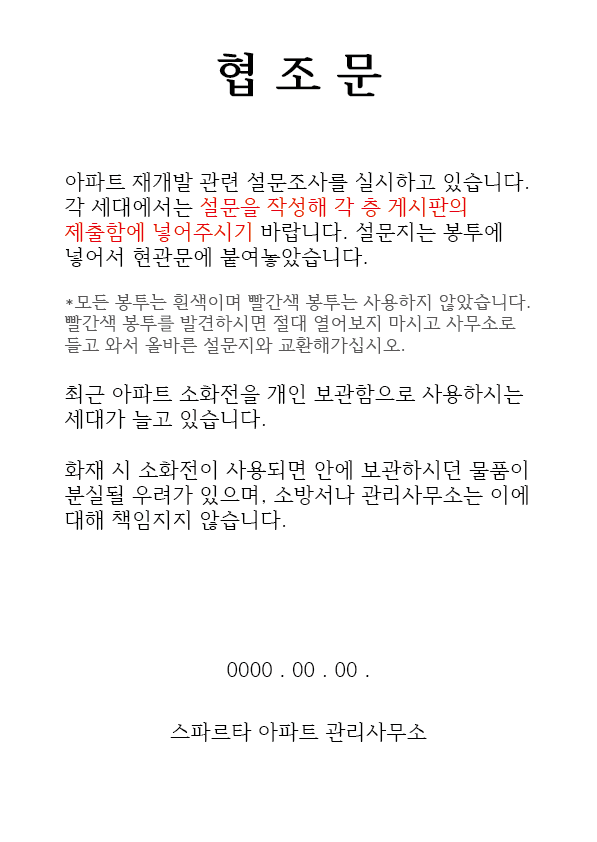 협 조 문
아파트 재개발 관련 설문조사를 실시하고 있습니다.
각 세대에서는 설문을 작성해 각 층 게시판의
제출함에 넣어주시기 바랍니다. 설문지는 봉투에
넣어서 현관문에 붙여놓았습니다.
*모든 봉투는 흰색이며 빨간색 봉투는 사용하지 않았습니다.
빨간색 봉투를 발견하시면 절대 열어보지 마시고 사무소로
들고 와서 올바른 설문지와 교환해가십시오.
최근 아파트 소화전을 개인 보관함으로 사용하시는
세대가 늘고 있습니다.
화재 시 소화전이 사용되면 안에 보관하시던 물품이
분실될 우려가 있으며, 소방서나 관리사무소는 이에
대해 책임지지 않습니다.
0000 . 00 . 00 .
스파르타 아파트 관리사무소